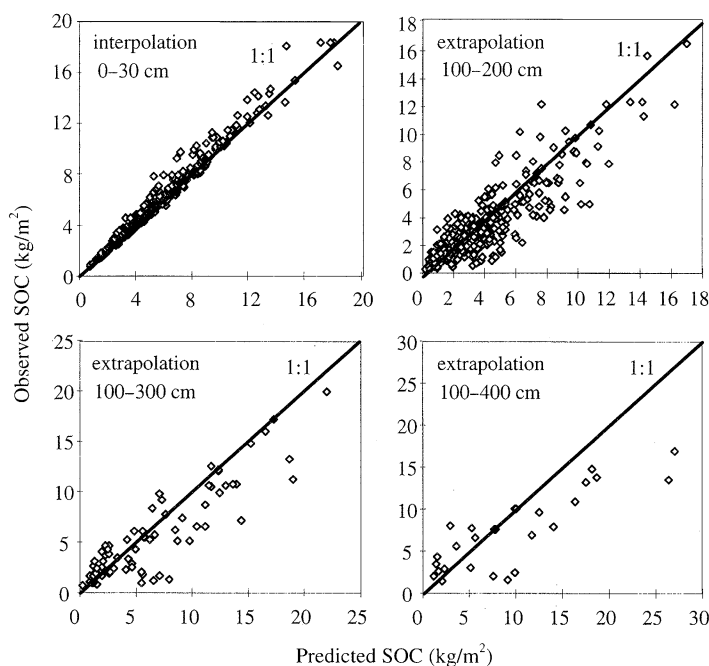 Observed SOC (kg/m²)
20
16
12
8
4
0
interpolation
0–30 cm
1:1
0 4 8 12 16 20
18
16
14
12
10
8
6
4
2
0
extrapolation
100–200 cm
1:1
0 2 4 6 8 10 12 14 16 18
25
20
15
10
5
0
extrapolation
100–300 cm
1:1
0 5 10 15 20 25
30
25
20
15
10
5
0
extrapolation
100–400 cm
1:1
0 5 10 15 20 25 30
Predicted SOC (kg/m²)